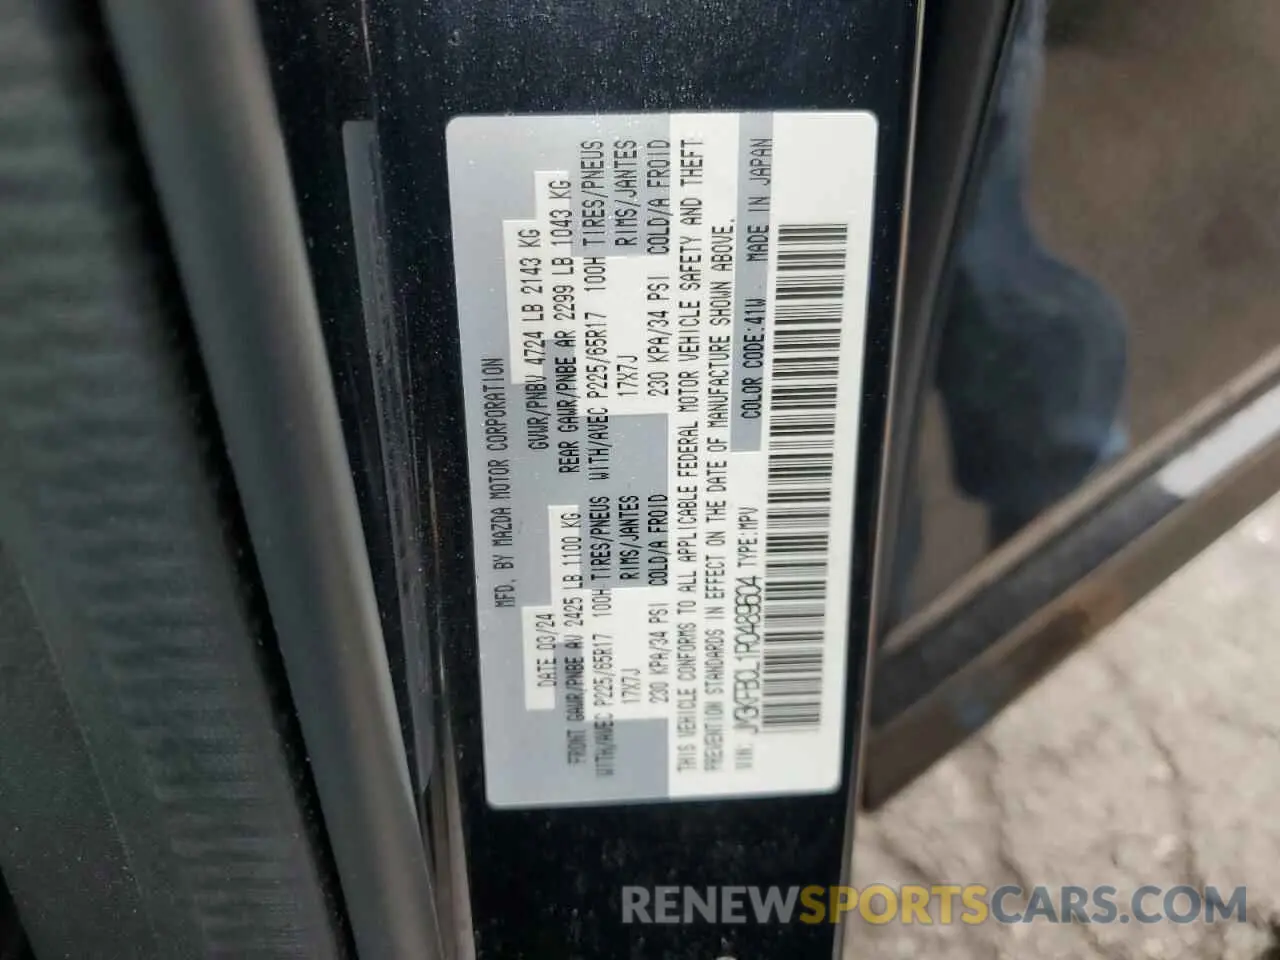 MFD. BY MAZDA MOTOR CORPORATION
DATE 03/24
GVWR/PNBV 4724 LB 2143 KG
FRONT GAWR/PNBE AV 2425 LB 1100 KG
REAR GAWR/PNBE AR 2299 LB 1043 KG
WITH/AVEC P225/65R17 100H TIRES/PNEUS
WITH/AVEC P225/65R17 100H TIRES/PNEUS
17X7J RIMS/JANTES
17X7J RIMS/JANTES
230 KPA/34 PSI COLD/A FROID
230 KPA/34 PSI COLD/A FROID
THIS VEHICLE CONFORMS TO ALL APPLICABLE FEDERAL MOTOR VEHICLE SAFETY AND THEFT
PREVENTION STANDARDS IN EFFECT ON THE DATE OF MANUFACTURE SHOWN ABOVE.
VIN: JM3KFBCL1R0489604 TYPE:MPV
COLOR CODE:41W MADE IN JAPAN
RENEWSPORTSCARS.COM